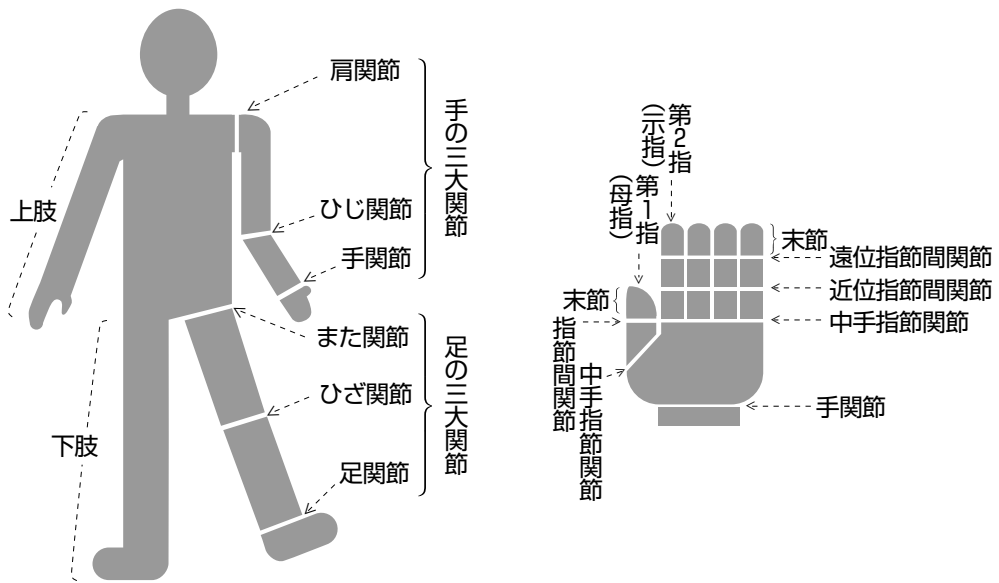 肩関節
手の三大関節
上肢
ひじ関節
手関節
また関節
足の三大関節
ひざ関節
下肢
足関節
第2指
(示指)
第1指
(母指)
末節
遠位指節間関節
末節
近位指節間関節
指節間関節
中手指節関節
中手指節関節
手関節